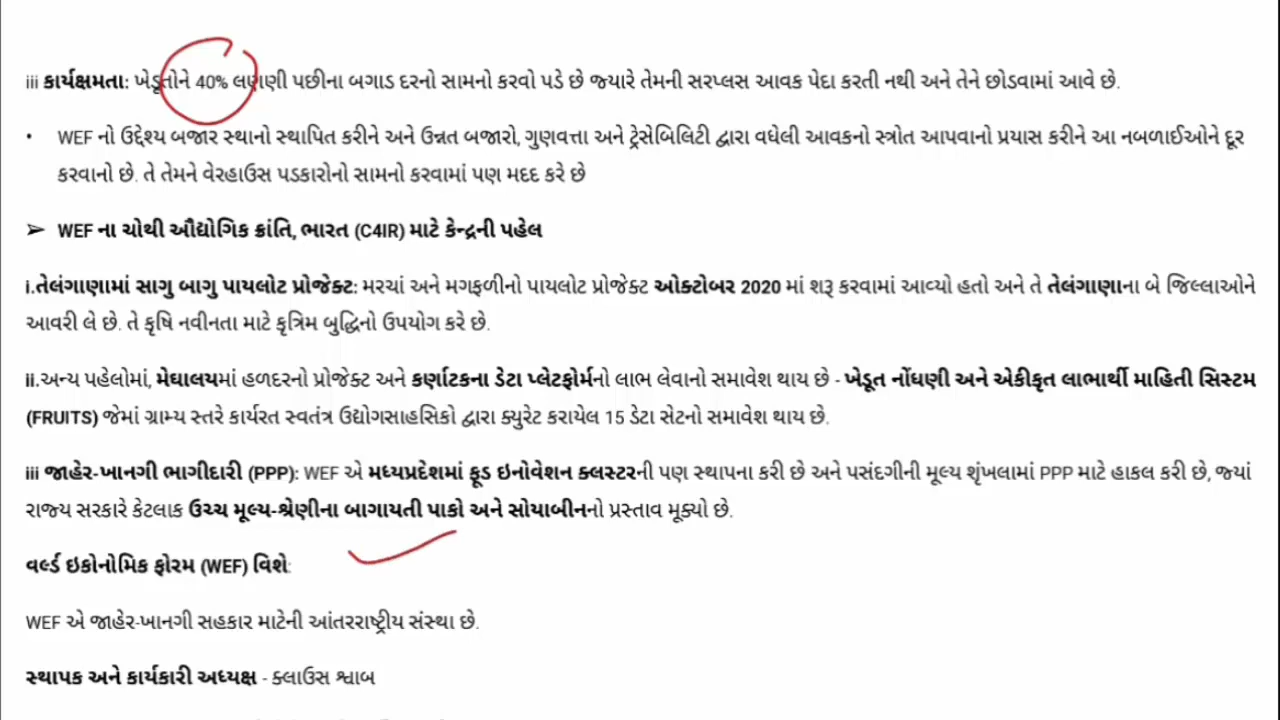 iii કાર્યક્ષમતા: ખેડૂતોને 40% લણણી પછીના બગાડ દરનો સામનો કરવો પડે છે જ્યારે તેમની સરપ્લસ આવક પેદા કરતી નથી અને તેને છોડવામાં આવે છે.
• WEF નો ઉદ્દેશ્ય બજાર સ્થાનો સ્થાપિત કરીને અને ઉન્નત બજારો, ગુણવત્તા અને ટ્રેસેબિલિટી દ્વારા વધેલી આવકનો સ્ત્રોત આપવાનો પ્રયાસ કરીને આ નબળાઈઓને દૂર
કરવાનો છે. તે તેમને વેરહાઉસ પડકારોનો સામનો કરવામાં પણ મદદ કરે છે
➢ WEF ના ચોથી ઔદ્યોગિક ક્રાંતિ, ભારત (C4IR) માટે કેન્દ્રની પહેલ
i.તેલંગાણામાં સાગુ બાગુ પાયલોટ પ્રોજેક્ટ: મરચાં અને મગફળીનો પાયલોટ પ્રોજેક્ટ ઓક્ટોબર 2020 માં શરૂ કરવામાં આવ્યો હતો અને તે તેલંગાણાના બે જિલ્લાઓને
આવરી લે છે. તે કૃષિ નવીનતા માટે કૃત્રિમ બુદ્ધિનો ઉપયોગ કરે છે.
ii.અન્ય પહેલોમાં, મેઘાલયમાં હળદરનો પ્રોજેક્ટ અને કર્ણાટકના ડેટા પ્લેટફોર્મનો લાભ લેવાનો સમાવેશ થાય છે - ખેડૂત નોંધણી અને એકીકૃત લાભાર્થી માહિતી સિસ્ટમ
(FRUITS) જેમાં ગ્રામ્ય સ્તરે કાર્યરત સ્વતંત્ર ઉદ્યોગસાહસિકો દ્વારા ક્યુરેટ કરાયેલ 15 ડેટા સેટનો સમાવેશ થાય છે.
iii જાહેર-ખાનગી ભાગીદારી (PPP): WEF એ મધ્યપ્રદેશમાં ફૂડ ઇનોવેશન ક્લસ્ટરની પણ સ્થાપના કરી છે અને પસંદગીની મૂલ્ય શૃંખલામાં PPP માટે હાકલ કરી છે, જ્યાં
રાજ્ય સરકારે કેટલાક ઉચ્ચ મૂલ્ય-શ્રેણીના બાગાયતી પાકો અને સોયાબીનનો પ્રસ્તાવ મૂક્યો છે.
વર્લ્ડ ઇકોનોમિક ફોરમ (WEF) વિશે:
WEF એ જાહેર-ખાનગી સહકાર માટેની આંતરરાષ્ટ્રીય સંસ્થા છે.
સ્થાપક અને કાર્યકારી અધ્યક્ષ - ક્લાઉસ શ્વાબ